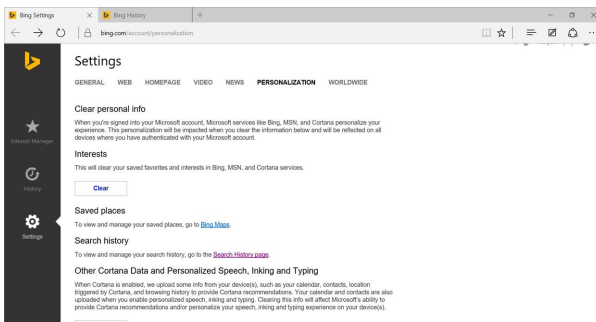 Bing Settings
Bing History
bing.com/account/personalization
Settings
GENERAL WEB HOMEPAGE VIDEO NEWS PERSONALIZATION WORLDWIDE
Clear personal info
When you're signed into your Microsoft account, Microsoft services like Bing, MSN, and Cortana personalize your
experience. This personalization will be impacted when you clear the information below and will be reflected on all
devices where you have authenticated with your Microsoft account.
Interest Manager
Interests
This will clear your saved favorites and interests in Bing, MSN, and Cortana services.
History
Clear
Saved places
To view and manage your saved places, go to Bing Maps.
Settings
Search history
To view and manage your search history, go to the Search History page.
Other Cortana Data and Personalized Speech, Inking and Typing
When Cortana is enabled, we upload some info from your device(s), such as your calendar, contacts, location
triggered by Cortana, and browsing history to provide Cortana recommendations. Your calendar and contacts are also
uploaded when you enable personalized speech, inking and typing. Clearing this info will affect Microsoft's ability to
provide Cortana recommendations and/or personalize your speech, inking and typing experience on your device(s).